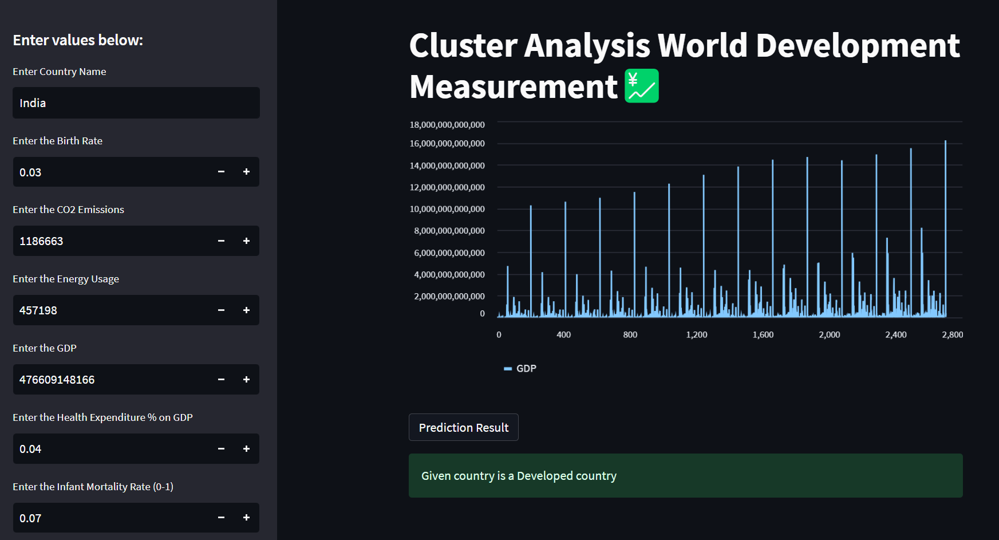 Enter values below:
Enter Country Name
India
Enter the Birth Rate
0.03
Enter the CO2 Emissions
1186663
Enter the Energy Usage
457198
Enter the GDP
476609148166
Enter the Health Expenditure % on GDP
0.04
Enter the Infant Mortality Rate (0-1)
0.07
Cluster Analysis World Development
Measurement 💹
18,000,000,000,000
16,000,000,000,000
14,000,000,000,000
12,000,000,000,000
10,000,000,000,000
8,000,000,000,000
6,000,000,000,000
4,000,000,000,000
2,000,000,000,000
0
0 400 800 1,200 1,600 2,000 2,400 2,800
GDP
Prediction Result
Given country is a Developed country